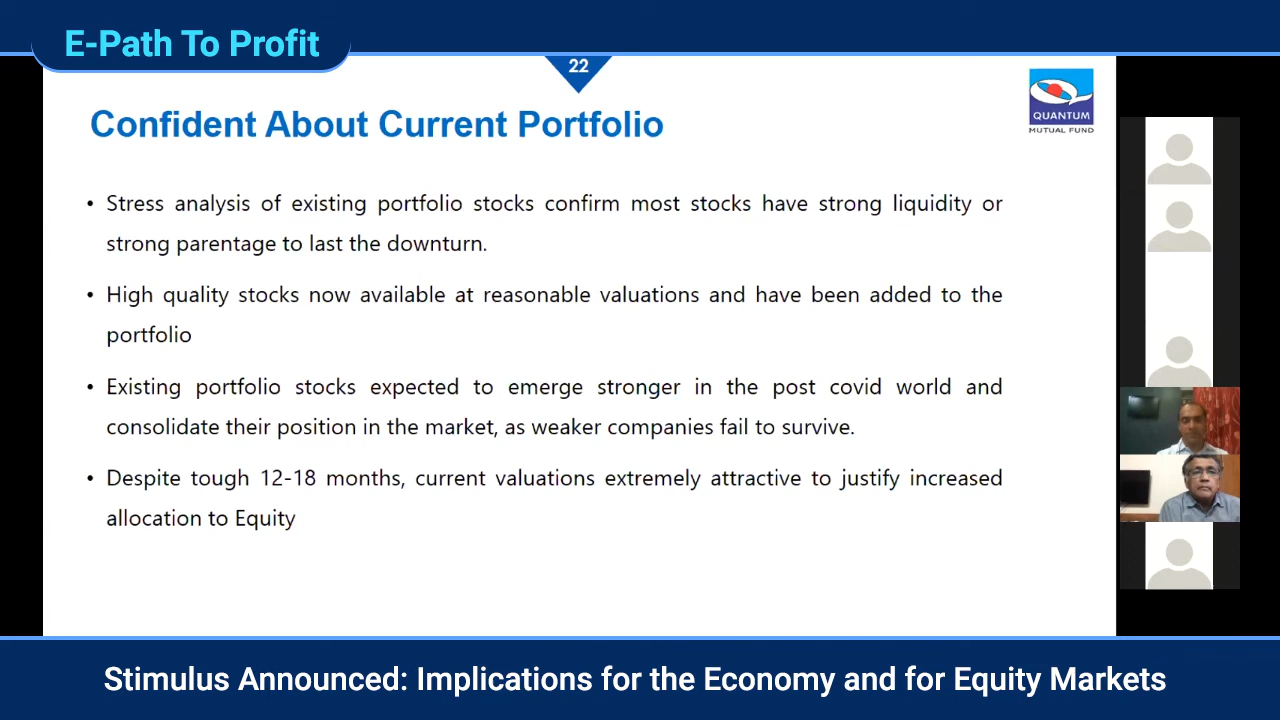 E-Path To Profit
22
QUANTUM
MUTUAL FUND
Confident About Current Portfolio
• Stress analysis of existing portfolio stocks confirm most stocks have strong liquidity or
strong parentage to last the downturn.
• High quality stocks now available at reasonable valuations and have been added to the
portfolio
• Existing portfolio stocks expected to emerge stronger in the post covid world and
consolidate their position in the market, as weaker companies fail to survive.
• Despite tough 12-18 months, current valuations extremely attractive to justify increased
allocation to Equity
Stimulus Announced: Implications for the Economy and for Equity Markets